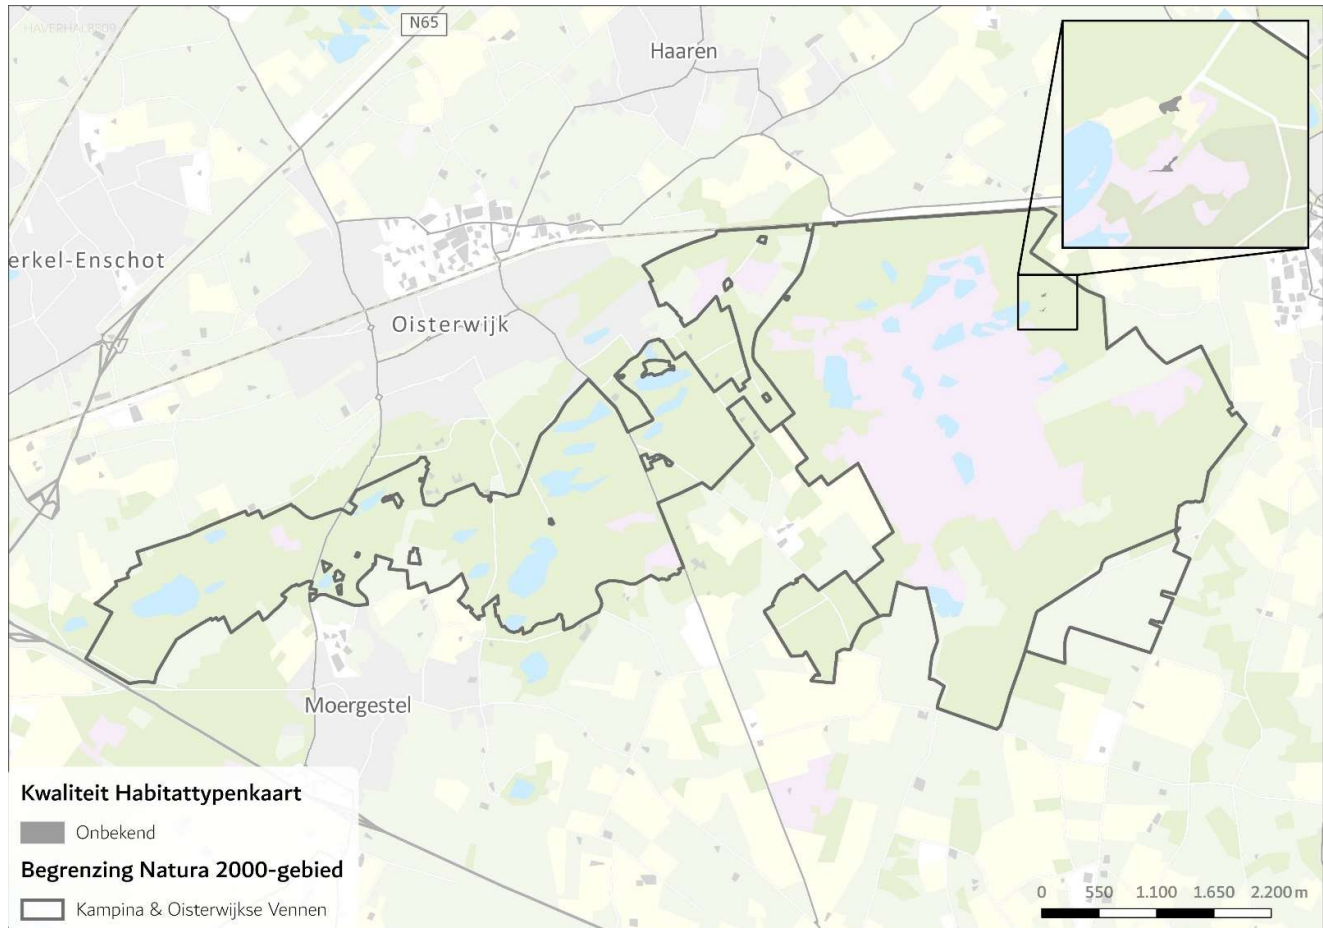 HAVERHALS09
N65
Haaren
erkel-Enschot
Oisterwijk
Moergestel
Kwaliteit Habitattypenkaart
Onbekend
Begrenzing Natura 2000-gebied
Kampina & Oisterwijkse Vennen
0 550 1.100 1.650 2.200 m